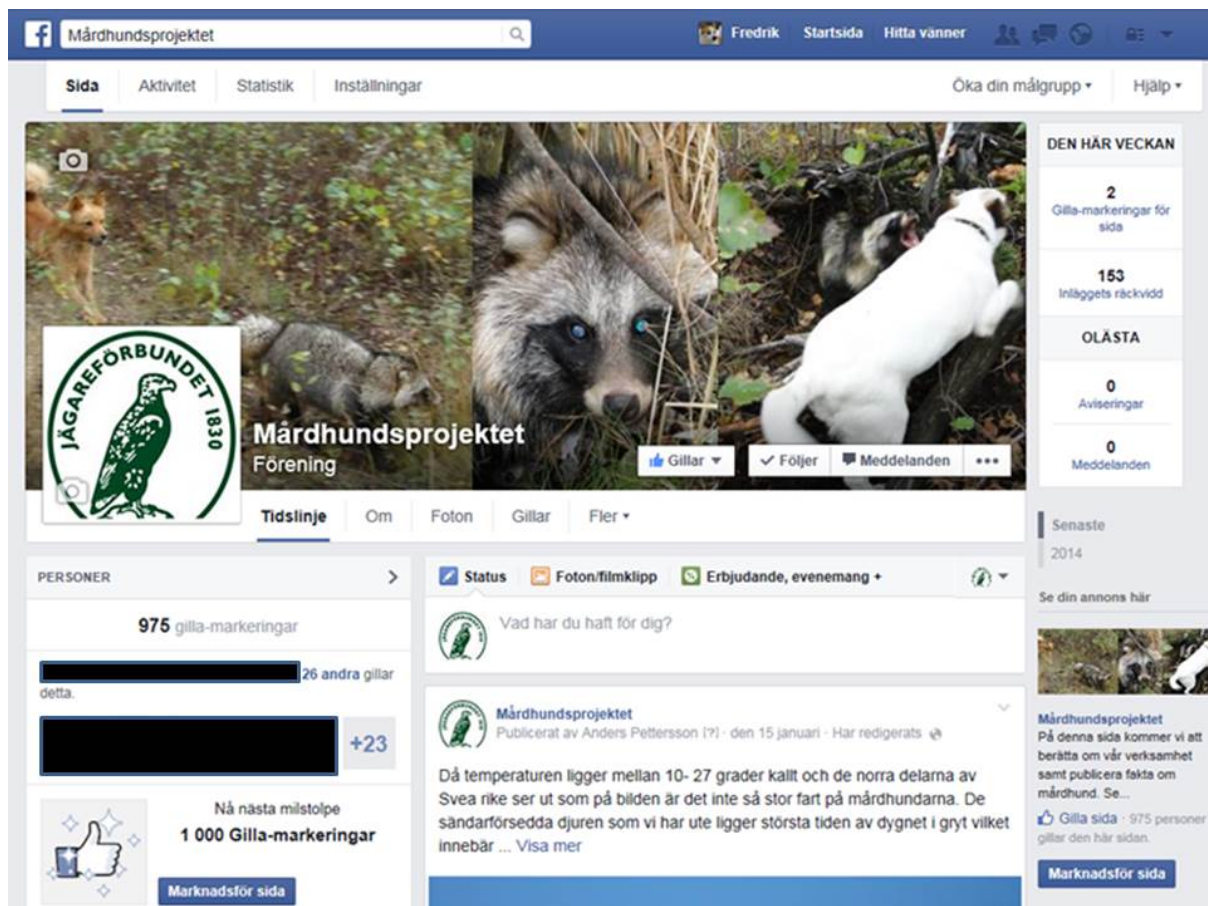 Mårdhundsprojektet
Fredrik Startsida Hitta vänner
Sida Aktivitet Statistik Inställningar Öka din målgrupp Hjälp
JÄGAREFÖRBUNDET 1830
Mårdhundsprojektet
Förening
Gillar Följer Meddelanden
Tidslinje Om Foton Gillar Fler
DEN HÄR VECKAN
2
Gilla-markeringar för
sida
153
Inläggets räckvidd
OLÄSTA
0
Aviseringar
0
Meddelanden
Senaste
2014
PERSONER
975 gilla-markeringar
26 andra gillar
detta.
+23
Nå nästa milstolpe
1 000 Gilla-markeringar
Marknadsför sida
Status Foton/filmklipp Erbjudande, evenemang +
Vad har du haft för dig?
Mårdhundsprojektet
Publicerat av Anders Pettersson [?] · den 15 januari · Har redigerats
Då temperaturen ligger mellan 10- 27 grader kallt och de norra delarna av
Svea rike ser ut som på bilden är det inte så stor fart på mårdhundarna. De
sändarförsedda djuren som vi har ute ligger största tiden av dygnet i gryt vilket
innebär ... Visa mer
Se din annons här
Mårdhundsprojektet
På denna sida kommer vi att
berätta om vår verksamhet
samt publicera fakta om
mårdhund. Se...
Gilla sida · 975 personer
gillar den här sidan.
Marknadsför sida